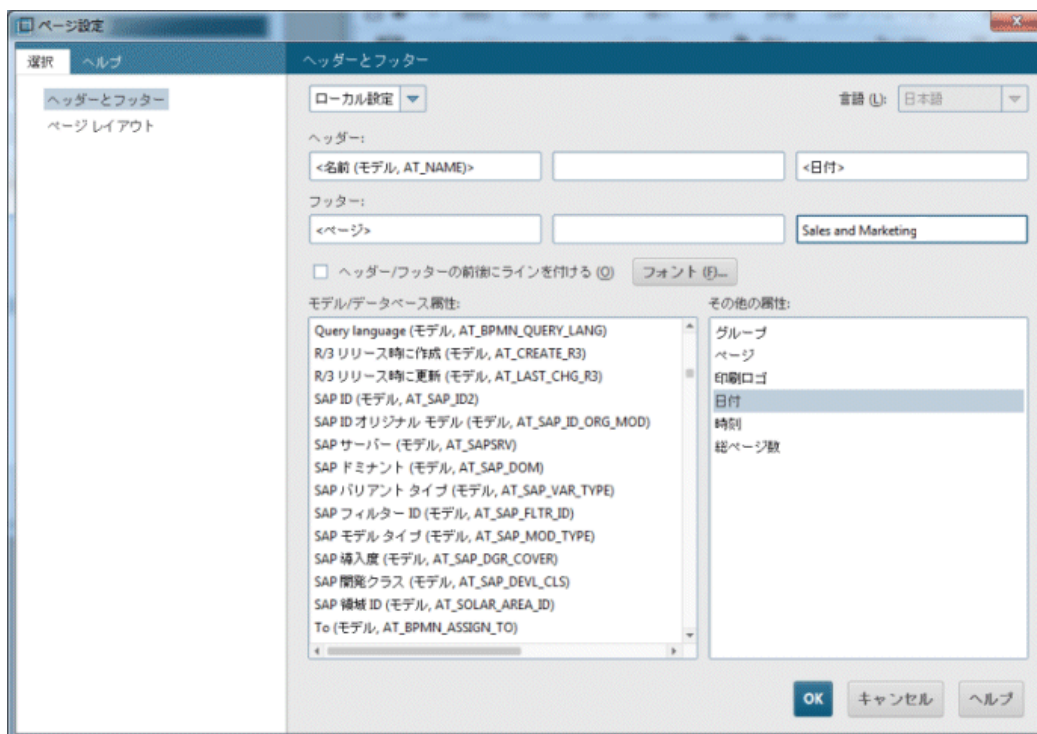 ページ設定
選択 ヘルプ
ヘッダーとフッター
ページ レイアウト
ヘッダーとフッター
ローカル設定
言語 (L): 日本語
ヘッダー:
<名前 (モデル, AT_NAME)>
<日付>
フッター:
<ページ>
Sales and Marketing
ヘッダー/フッターの前後にラインを付ける (O)
フォント (F)...
モデル/データベース属性:
Query language (モデル, AT_BPMN_QUERY_LANG)
R/3 リリース時に作成 (モデル, AT_CREATE_R3)
R/3 リリース時に更新 (モデル, AT_LAST_CHG_R3)
SAP ID (モデル, AT_SAP_ID2)
SAP ID オリジナル モデル (モデル, AT_SAP_ID_ORG_MOD)
SAP サーバー (モデル, AT_SAPSRV)
SAP ドミナント (モデル, AT_SAP_DOM)
SAP バリアント タイプ (モデル, AT_SAP_VAR_TYPE)
SAP フィルター ID (モデル, AT_SAP_FLTR_ID)
SAP モデル タイプ (モデル, AT_SAP_MOD_TYPE)
SAP 導入度 (モデル, AT_SAP_DGR_COVER)
SAP 開発クラス (モデル, AT_SAP_DEVL_CLS)
SAP 領域 ID (モデル, AT_SOLAR_AREA_ID)
To (モデル, AT_BPMN_ASSIGN_TO)
その他の属性:
グループ
ページ
印刷ロゴ
日付
時刻
総ページ数
OK
キャンセル
ヘルプ